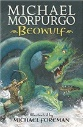 MICHAEL
MORPURGO
BEOWULF
Illustrated by
MICHAEL FOREMAN